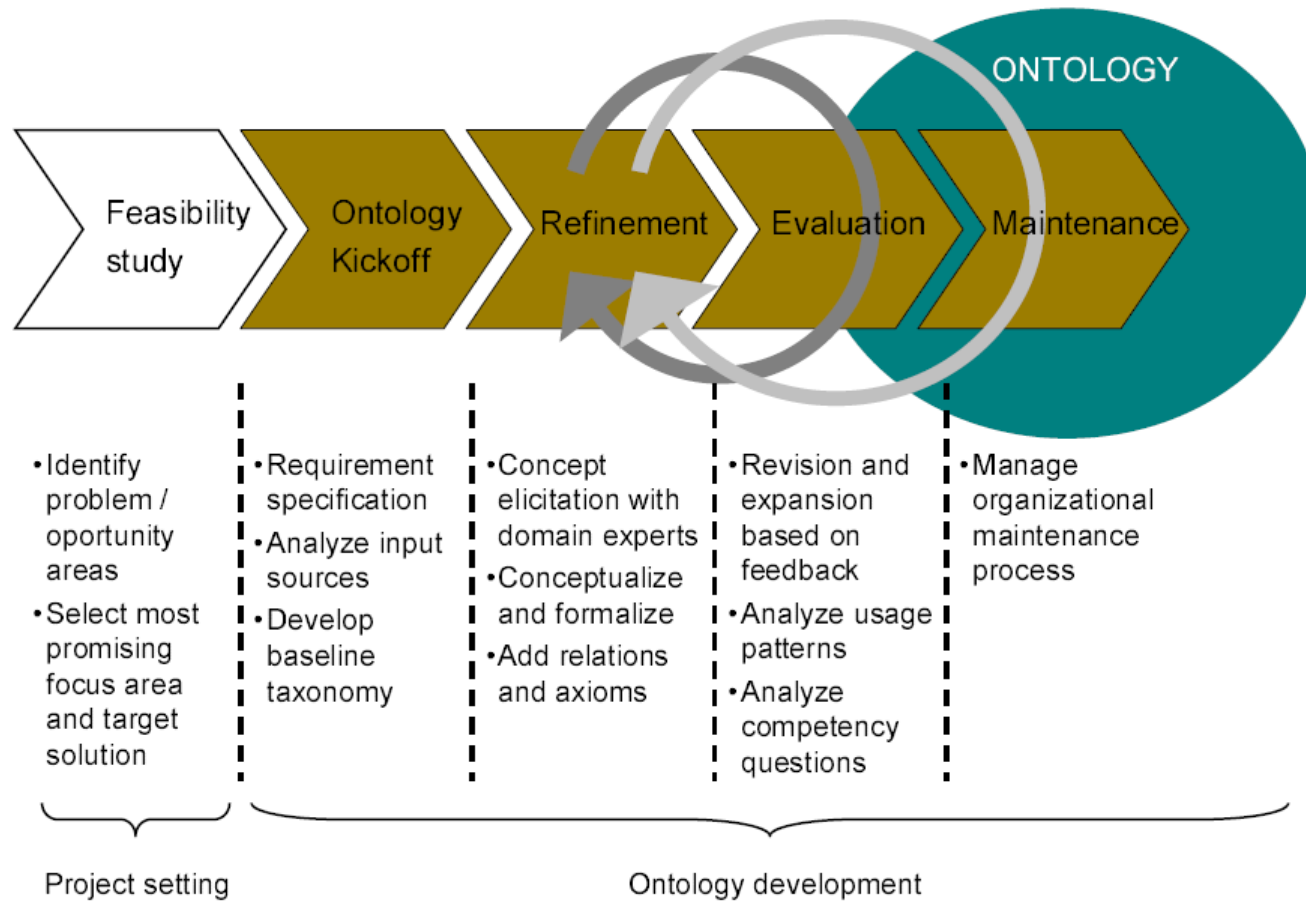 ONTOLOGY
Feasibility
study
Ontology
Kickoff
Refinement
Evaluation
Maintenance
•Identify
problem /
oportunity
areas
•Select most
promising
focus area
and target
solution
•Requirement
specification
•Analyze input
sources
•Develop
baseline
taxonomy
•Concept
elicitation with
domain experts
•Conceptualize
and formalize
•Add relations
and axioms
•Revision and
expansion
based on
feedback
•Analyze usage
patterns
•Analyze
competency
questions
•Manage
organizational
maintenance
process
Project setting
Ontology development